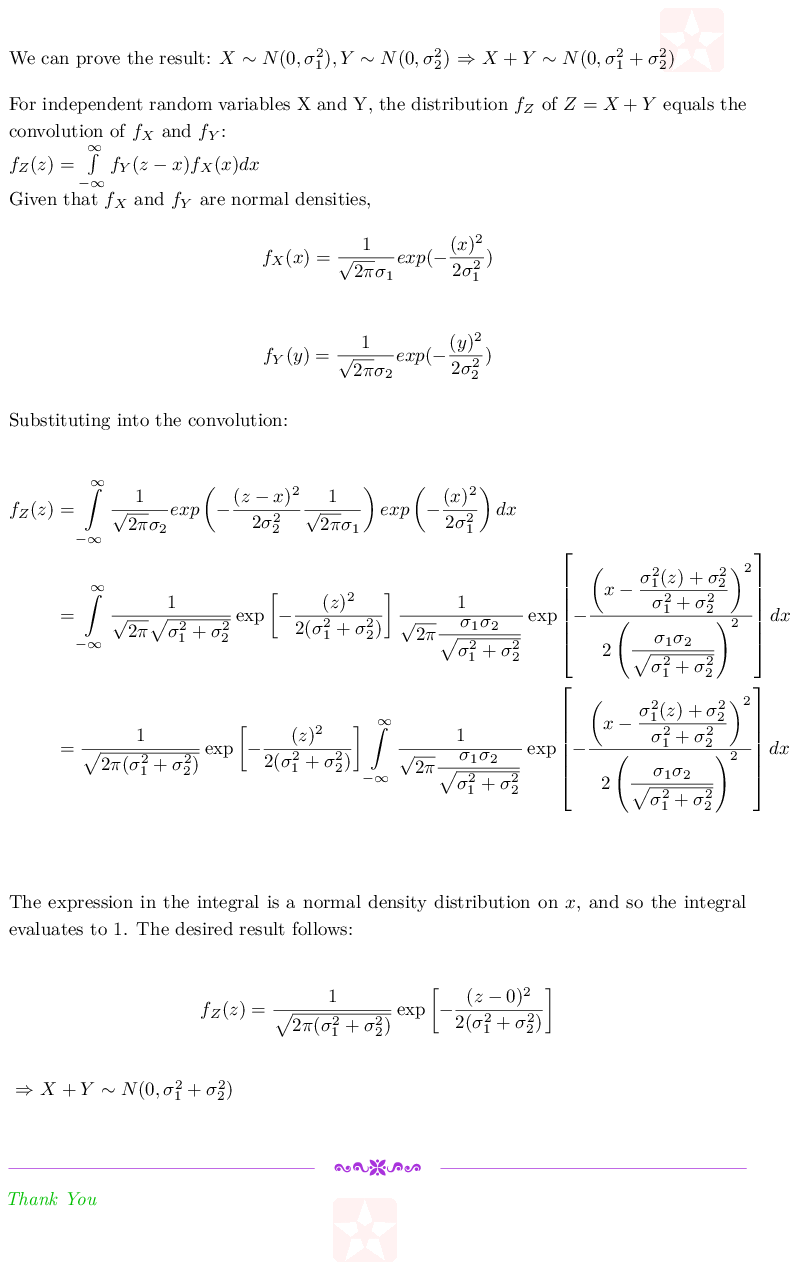 We can prove the result: $X \sim N(0, \sigma_1^2), Y \sim N(0, \sigma_2^2) \Rightarrow X + Y \sim N(0, \sigma_1^2 + \sigma_2^2)$
For independent random variables X and Y, the distribution $f_Z$ of $Z = X + Y$ equals the
convolution of $f_X$ and $f_Y$:
$f_Z(z) = \int\limits_{-\infty}^{\infty} f_Y(z - x) f_X(x) dx$
Given that $f_X$ and $f_Y$ are normal densities,
$f_X(x) = \frac{1}{\sqrt{2\pi}\sigma_1} exp(-\frac{(x)^2}{2\sigma_1^2})$
$f_Y(y) = \frac{1}{\sqrt{2\pi}\sigma_2} exp(-\frac{(y)^2}{2\sigma_2^2})$
Substituting into the convolution:
$f_Z(z) = \int\limits_{-\infty}^{\infty} \frac{1}{\sqrt{2\pi}\sigma_2} exp\left(-\frac{(z-x)^2}{2\sigma_2^2} \frac{1}{\sqrt{2\pi}\sigma_1}\right) exp\left(-\frac{(x)^2}{2\sigma_1^2}\right) dx$
$= \int\limits_{-\infty}^{\infty} \frac{1}{\sqrt{2\pi}\sqrt{\sigma_1^2+\sigma_2^2}} \exp\left[-\frac{(z)^2}{2(\sigma_1^2+\sigma_2^2)}\right] \frac{1}{\sqrt{2\pi}\frac{\sigma_1\sigma_2}{\sqrt{\sigma_1^2+\sigma_2^2}}} \exp\left[-\frac{\left(x-\frac{\sigma_1^2(z)+\sigma_2^2}{\sigma_1^2+\sigma_2^2}\right)^2}{2\left(\frac{\sigma_1\sigma_2}{\sqrt{\sigma_1^2+\sigma_2^2}}\right)^2}\right] dx$
$= \frac{1}{\sqrt{2\pi(\sigma_1^2+\sigma_2^2)}} \exp\left[-\frac{(z)^2}{2(\sigma_1^2+\sigma_2^2)}\right] \int\limits_{-\infty}^{\infty} \frac{1}{\sqrt{2\pi}\frac{\sigma_1\sigma_2}{\sqrt{\sigma_1^2+\sigma_2^2}}} \exp\left[-\frac{\left(x-\frac{\sigma_1^2(z)+\sigma_2^2}{\sigma_1^2+\sigma_2^2}\right)^2}{2\left(\frac{\sigma_1\sigma_2}{\sqrt{\sigma_1^2+\sigma_2^2}}\right)^2}\right] dx$
The expression in the integral is a normal density distribution on $x$, and so the integral
evaluates to 1. The desired result follows:
$f_Z(z) = \frac{1}{\sqrt{2\pi(\sigma_1^2+\sigma_2^2)}} \exp\left[-\frac{(z-0)^2}{2(\sigma_1^2+\sigma_2^2)}\right]$
$\Rightarrow X + Y \sim N(0, \sigma_1^2 + \sigma_2^2)$
Thank You